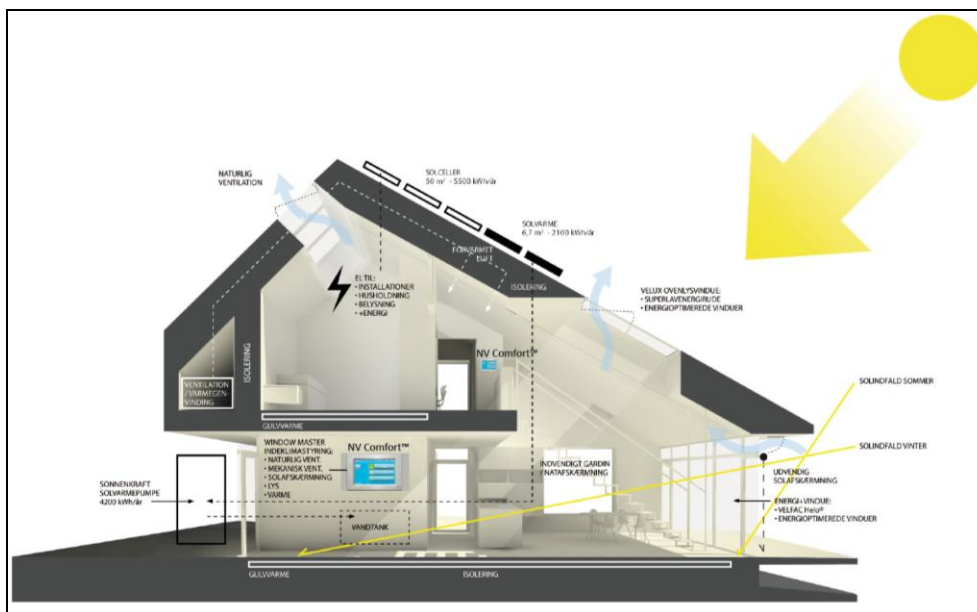 NATURLIG
VENTILATION
SOLCELLER
50 m² - 5500 kWh/år
SOLVARME
6,7 m² - 2100 kWh/år
FORVARMET
LUFT
ISOLERING
EL TIL:
• INSTALLATIONER
• HUSHOLDNING
• BELYSNING
• +ENERGI
VELUX OVENLYSVINDUE:
• SUPERLAVENERGIRUDE
• ENERGIOPTIMEREDE VINDUER
NV Comfort™
ISOLERING
VENTILATION
/ VARMEGEN-
VINDING
GULVVARME
SOLINDFALD SOMMER
SOLINDFALD VINTER
WINDOW MASTER
INDEKLIMASTYRING:
• NATURLIG VENT.
• MEKANISK VENT.
• SOLAFSKÆRMNING
• LYS
• VARME
NV Comfort™
INDVENDIGT GARDIN
/ NATAFSKÆRMNING
UDVENDIG
SOLAFSKÆRMNING
SONNENKRAFT
SOLVARMEPUMPE
4200 kWh/år
VANDTANK
ENERGI+VINDUE:
• VELFAC Helo®
• ENERGIOPTIMEREDE VINDUER
GULVVARME
ISOLERING